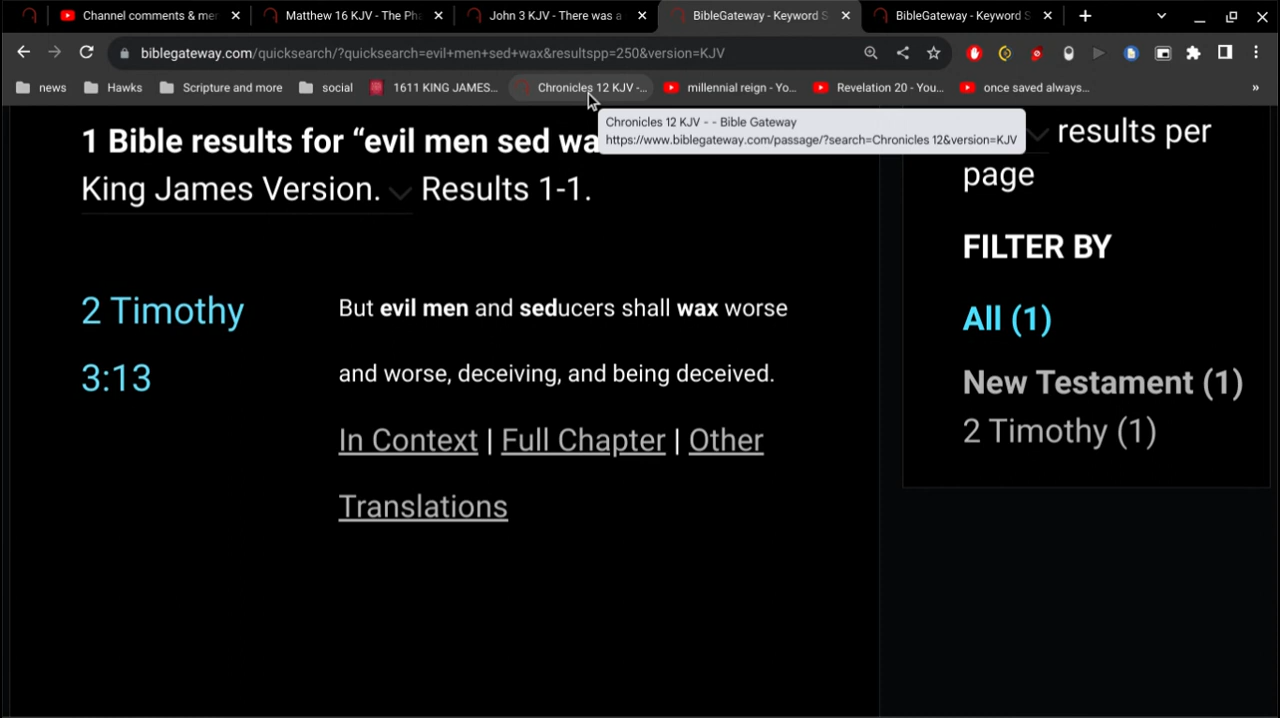 Channel comments & me
Matthew 16 KJV - The Pha
John 3 KJV - There was a
BibleGateway - Keyword S
BibleGateway - Keyword S
biblegateway.com/quicksearch/?quicksearch=evil+men+sed+wax&resultspp=250&version=KJV
news
Hawks
Scripture and more
social
1611 KING JAMES...
Chronicles 12 KJV -...
millennial reign - Yo...
Revelation 20 - You...
once saved always...
»
Chronicles 12 KJV - - Bible Gateway
https://www.biblegateway.com/passage/?search=Chronicles 12&version=KJV
1 Bible results for “evil men sed wa
King James Version. Results 1-1.
results per
page
FILTER BY
All (1)
New Testament (1)
2 Timothy (1)
2 Timothy
3:13
But evil men and seducers shall wax worse
and worse, deceiving, and being deceived.
In Context | Full Chapter | Other
Translations